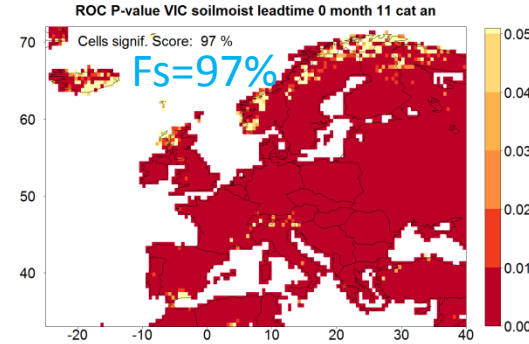 ROC P-value VIC soilmoist leadtime 0 month 11 cat an
Cells signif. Score: 97 %
Fs=97%
70
60
50
40
-20 -10 0 10 20 30 40
0.05
0.04
0.03
0.02
0.01
0.00